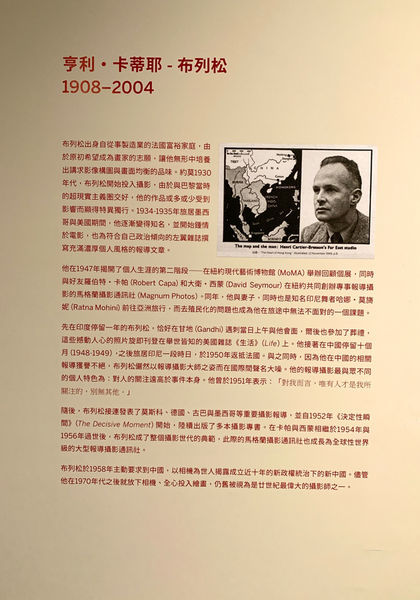 亨利・卡蒂耶 - 布列松
1908–2004
布列松出身自從事製造業的法國富裕家庭，由
於原初希望成為畫家的志願，讓他無形中培養
出講求影像構圖與畫面均衡的品味。約莫1930
年代，布列松開始投入攝影，由於與巴黎當時
的超現實主義團交好，他的作品或多或少受到
影響而顯得特異獨行。1934-1935年旅居墨西
哥與美國期間，他逐漸變得知名，並開始鍾情
於電影，也為符合自己政治傾向的左翼雜誌撰
寫充滿濃厚個人風格的報導文章。
The map and the man: Henri Cartier-Bresson's Far East studio
他在1947年揭開了個人生涯的第二階段──在紐約現代藝術博物館 (MoMA) 舉辦回顧個展，同時
與好友羅伯特・卡帕 (Robert Capa) 和大衛・西蒙 (David Seymour) 在紐約共同創辦專事報導攝
影的馬格蘭攝影通訊社 (Magnum Photos)。同年，他與妻子，同時也是知名印尼舞者哈娜・莫旖
妮 (Ratna Mohini) 前往亞洲旅行，而去殖民化的問題也成為他在旅途中無法不面對的一個課題。
先在印度停留一年的布列松，恰好在甘地 (Gandhi) 遇刺當日上午與他會面，爾後也參加了葬禮，
這些撼動人心的照片旋即刊登在舉世皆知的美國雜誌《生活》(Life) 上。他接著在中國停留十個
月 (1948-1949)，之後旅居印尼一段時日，於1950年返抵法國。與之同時，因為他在中國的相關
報導獲譽不絕，布列松儼然以報導攝影大師之姿而在國際間聲名大噪。他的報導攝影最與眾不同
的個人特色為：對人的關注遠高於事件本身。他曾於1951年表示：「對我而言，唯有人才是我所
關注的，別無其他。」
隨後，布列松接連發表了莫斯科、德國、古巴與墨西哥等重要攝影報導，並自1952年《決定性瞬
間》(The Decisive Moment) 開始，陸續出版了多本攝影專書。在卡帕與西蒙相繼於1954年與
1956年過世後，布列松成了整個攝影世代的典範，此際的馬格蘭攝影通訊社也成長為全球性世界
級的大型報導攝影通訊社。
布列松於1958年主動要求到中國，以相機為世人揭露成立近十年的新政權統治下的新中國。儘管
他在1970年代之後就放下相機、全心投入繪畫，仍舊被視為是廿世紀最偉大的攝影師之一。